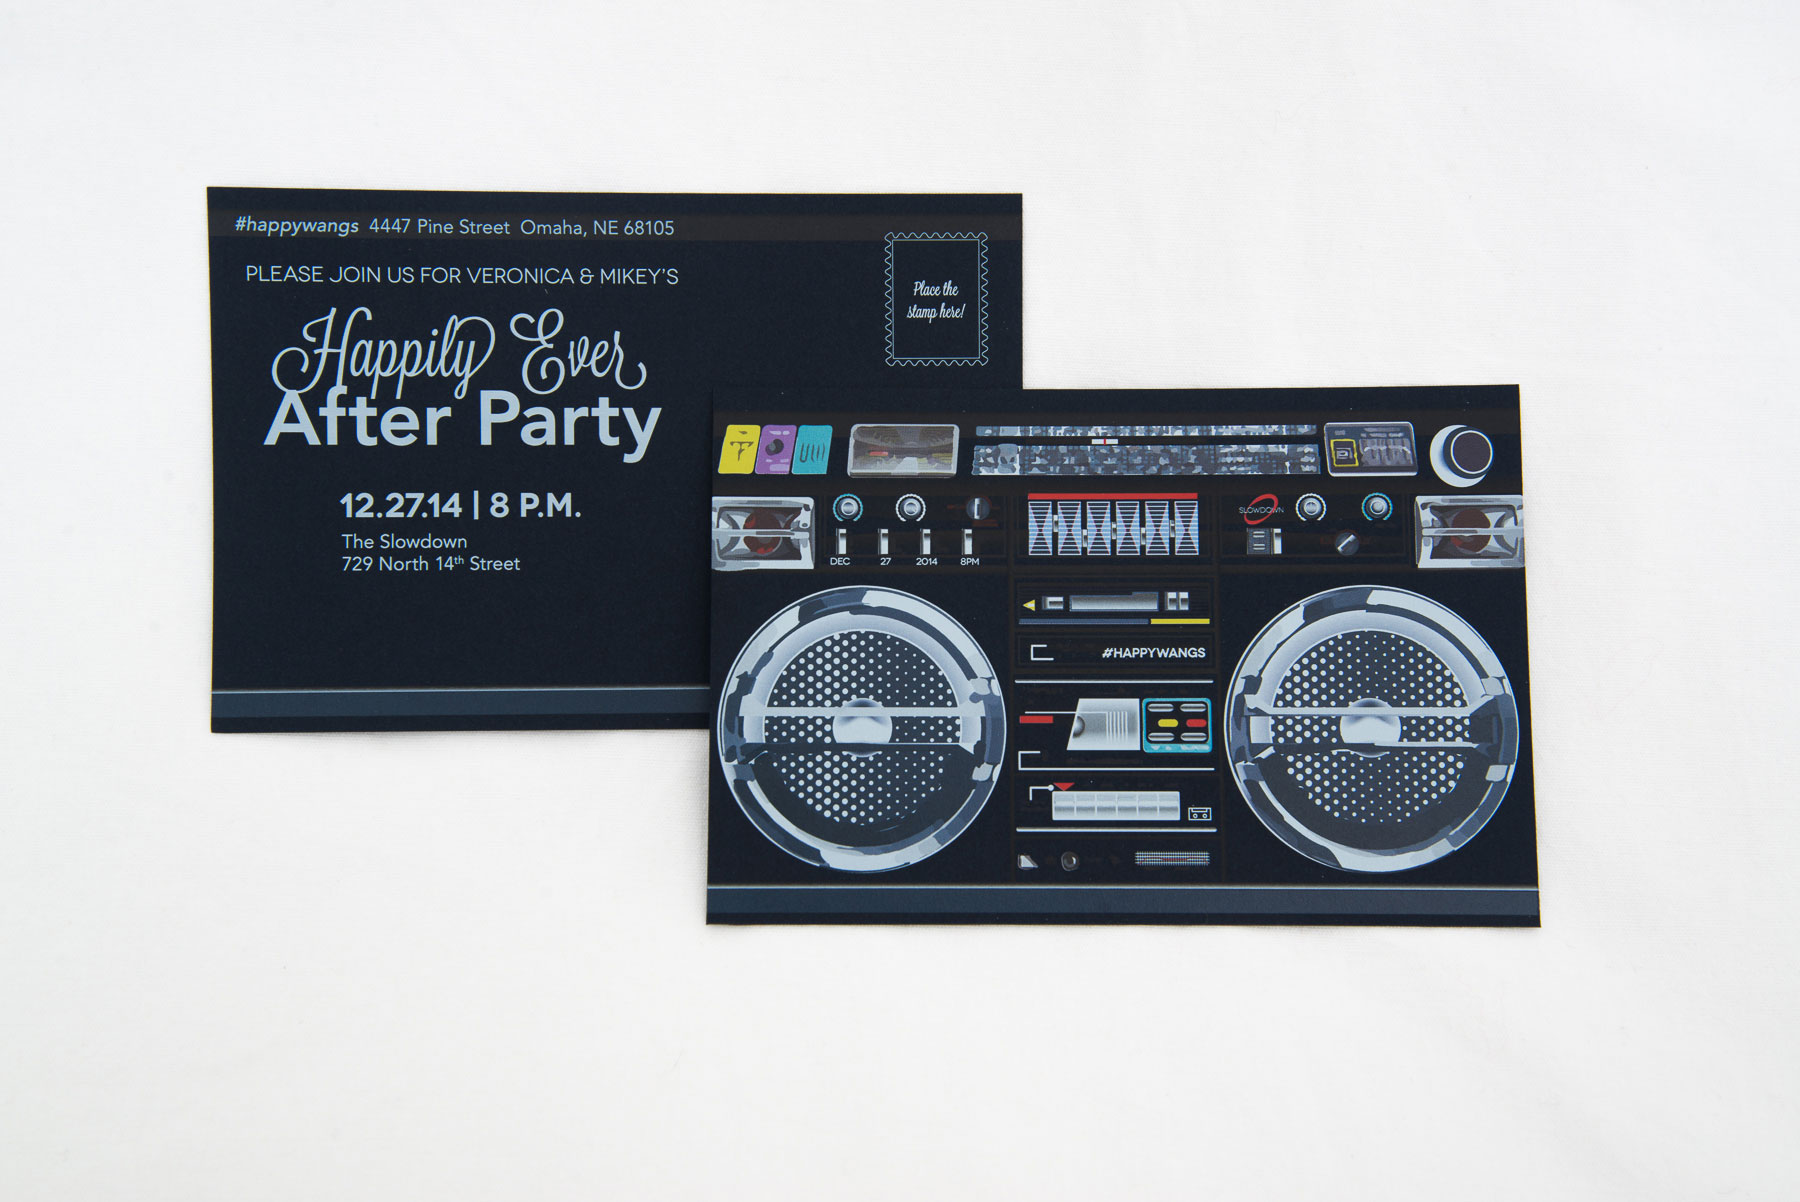 #happywangs 4447 Pine Street Omaha, NE 68105
PLEASE JOIN US FOR VERONICA & MIKEY'S
Happily Ever
After Party
12.27.14 | 8 P.M.
The Slowdown
729 North 14th Street
Place the
stamp here!
SLOWDOWN
DEC 27 2014 8PM
#HAPPYWANGS